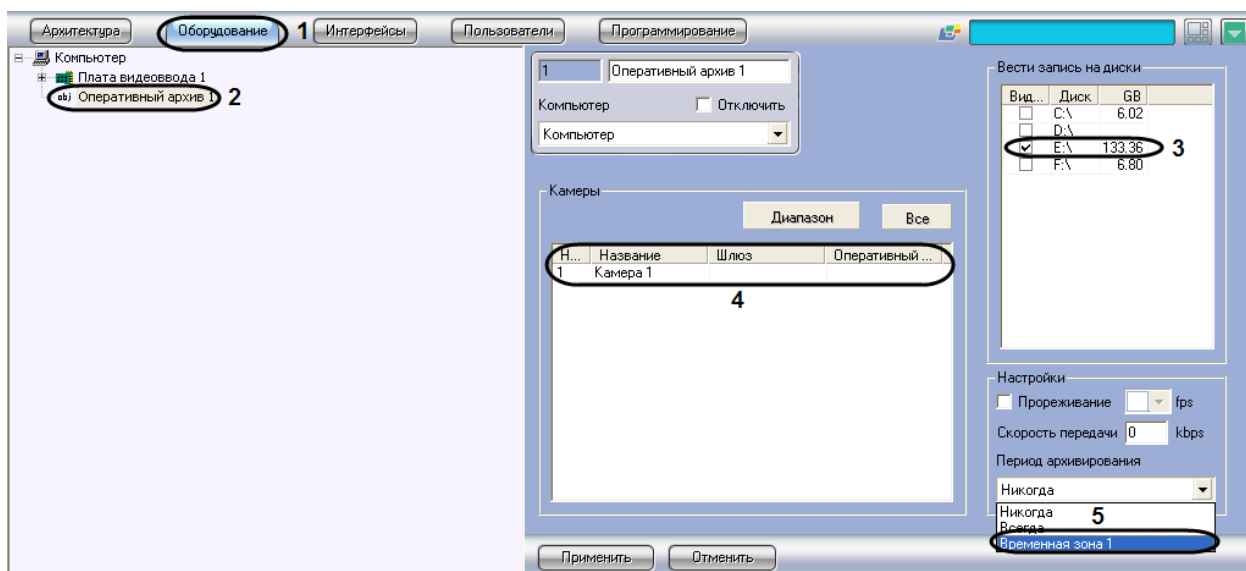 Архитектура Оборудование 1 Интерфейсы Пользователи Программирование
Компьютер
Плата видеоввода 1
obj Оперативный архив 1 2
1 Оперативный архив 1
Компьютер Отключить
Компьютер
Камеры
Диапазон Все
Н... Название Шлюз Оперативный ...
1 Камера 1
4
Вести запись на диски
Вид... Диск GB
C:\ 6.02
D:\
E:\ 133.36 3
F:\ 6.80
Настройки
Прореживание fps
Скорость передачи 0 kbps
Период архивирования
Никогда
Никогда 5
Всегда
Временная зона 1
Применить Отменить